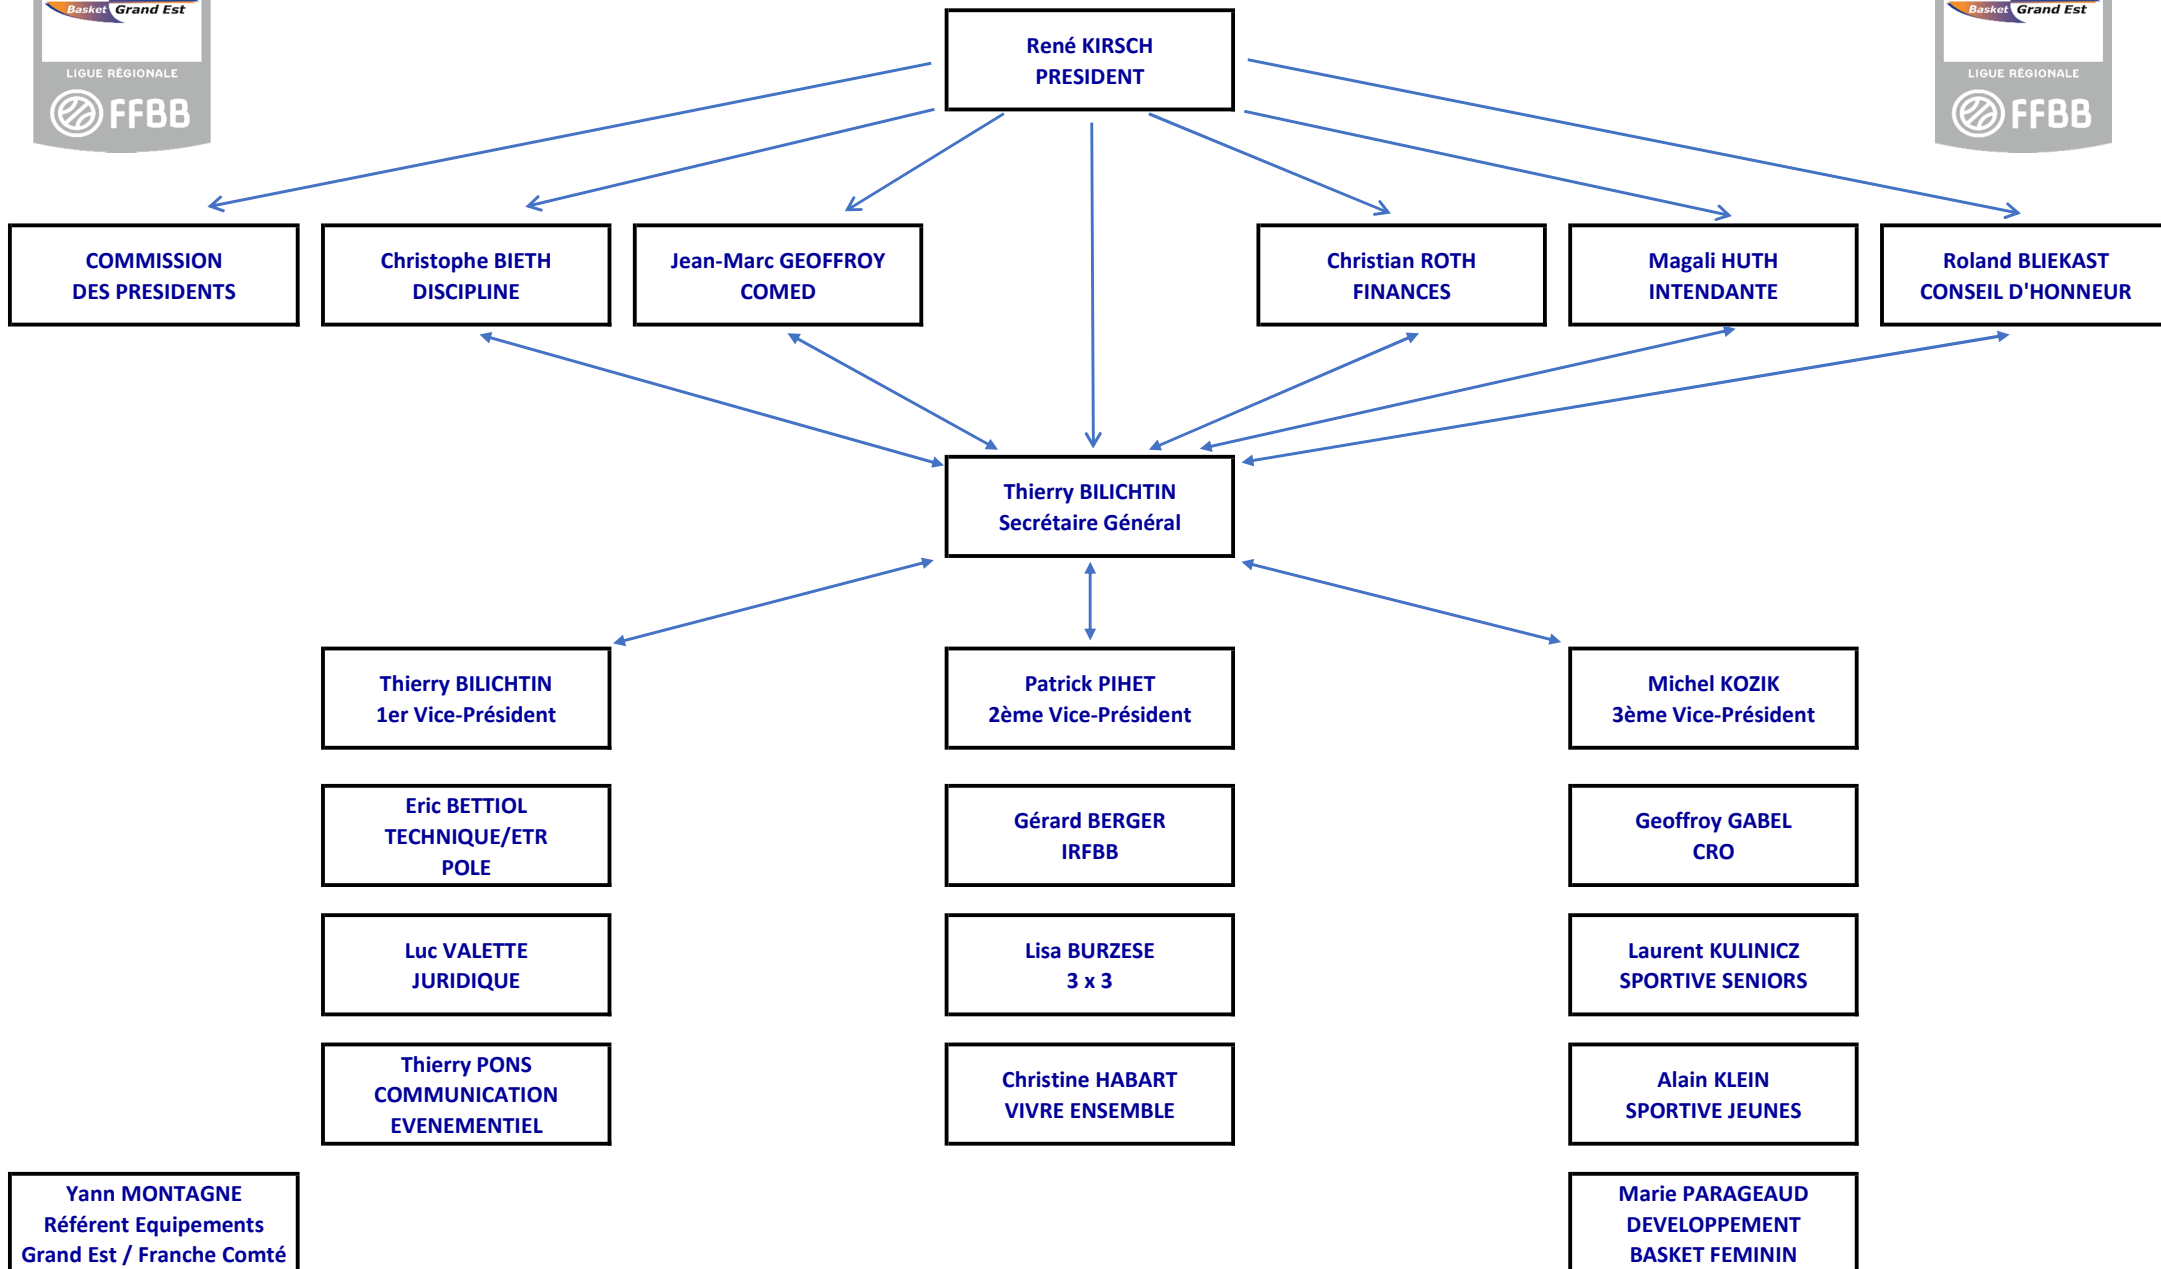 Basket Grand Est
LIGUE RÉGIONALE
FFBB
Basket Grand Est
LIGUE RÉGIONALE
FFBB
René KIRSCH
PRESIDENT
COMMISSION
DES PRESIDENTS
Christophe BIETH
DISCIPLINE
Jean-Marc GEOFFROY
COMED
Christian ROTH
FINANCES
Magali HUTH
INTENDANTE
Roland BLIEKAST
CONSEIL D'HONNEUR
Thierry BILICHTIN
Secrétaire Général
Thierry BILICHTIN
1er Vice-Président
Patrick PIHET
2ème Vice-Président
Michel KOZIK
3ème Vice-Président
Eric BETTIOL
TECHNIQUE/ETR
POLE
Gérard BERGER
IRFBB
Geoffroy GABEL
CRO
Luc VALETTE
JURIDIQUE
Lisa BURZESE
3 x 3
Laurent KULINICZ
SPORTIVE SENIORS
Thierry PONS
COMMUNICATION
EVENEMENTIEL
Christine HABART
VIVRE ENSEMBLE
Alain KLEIN
SPORTIVE JEUNES
Yann MONTAGNE
Référent Equipements
Grand Est / Franche Comté
Marie PARAGEAUD
DEVELOPPEMENT
BASKET FEMININ